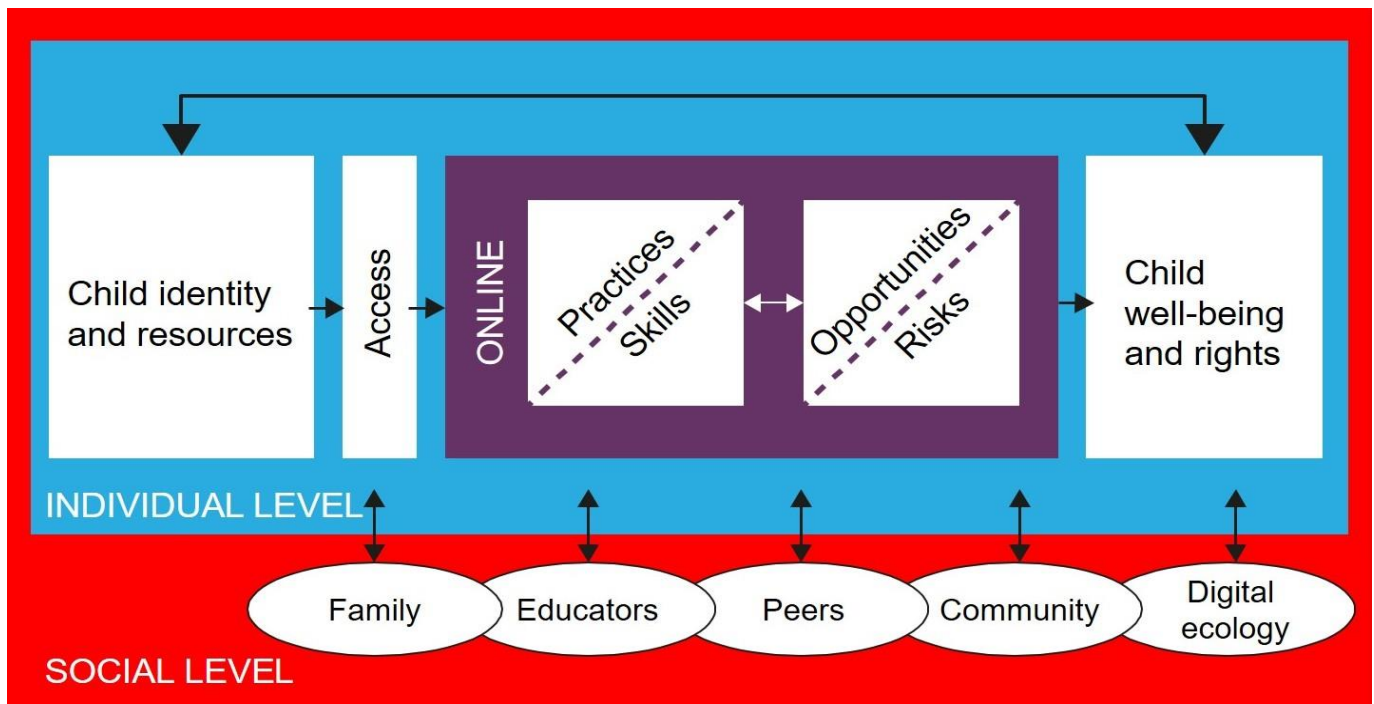 Child identity
and resources
Access
ONLINE
Practices
Skills
Opportunities
Risks
Child
well-being
and rights
INDIVIDUAL LEVEL
Family
Educators
Peers
Community
Digital
ecology
SOCIAL LEVEL